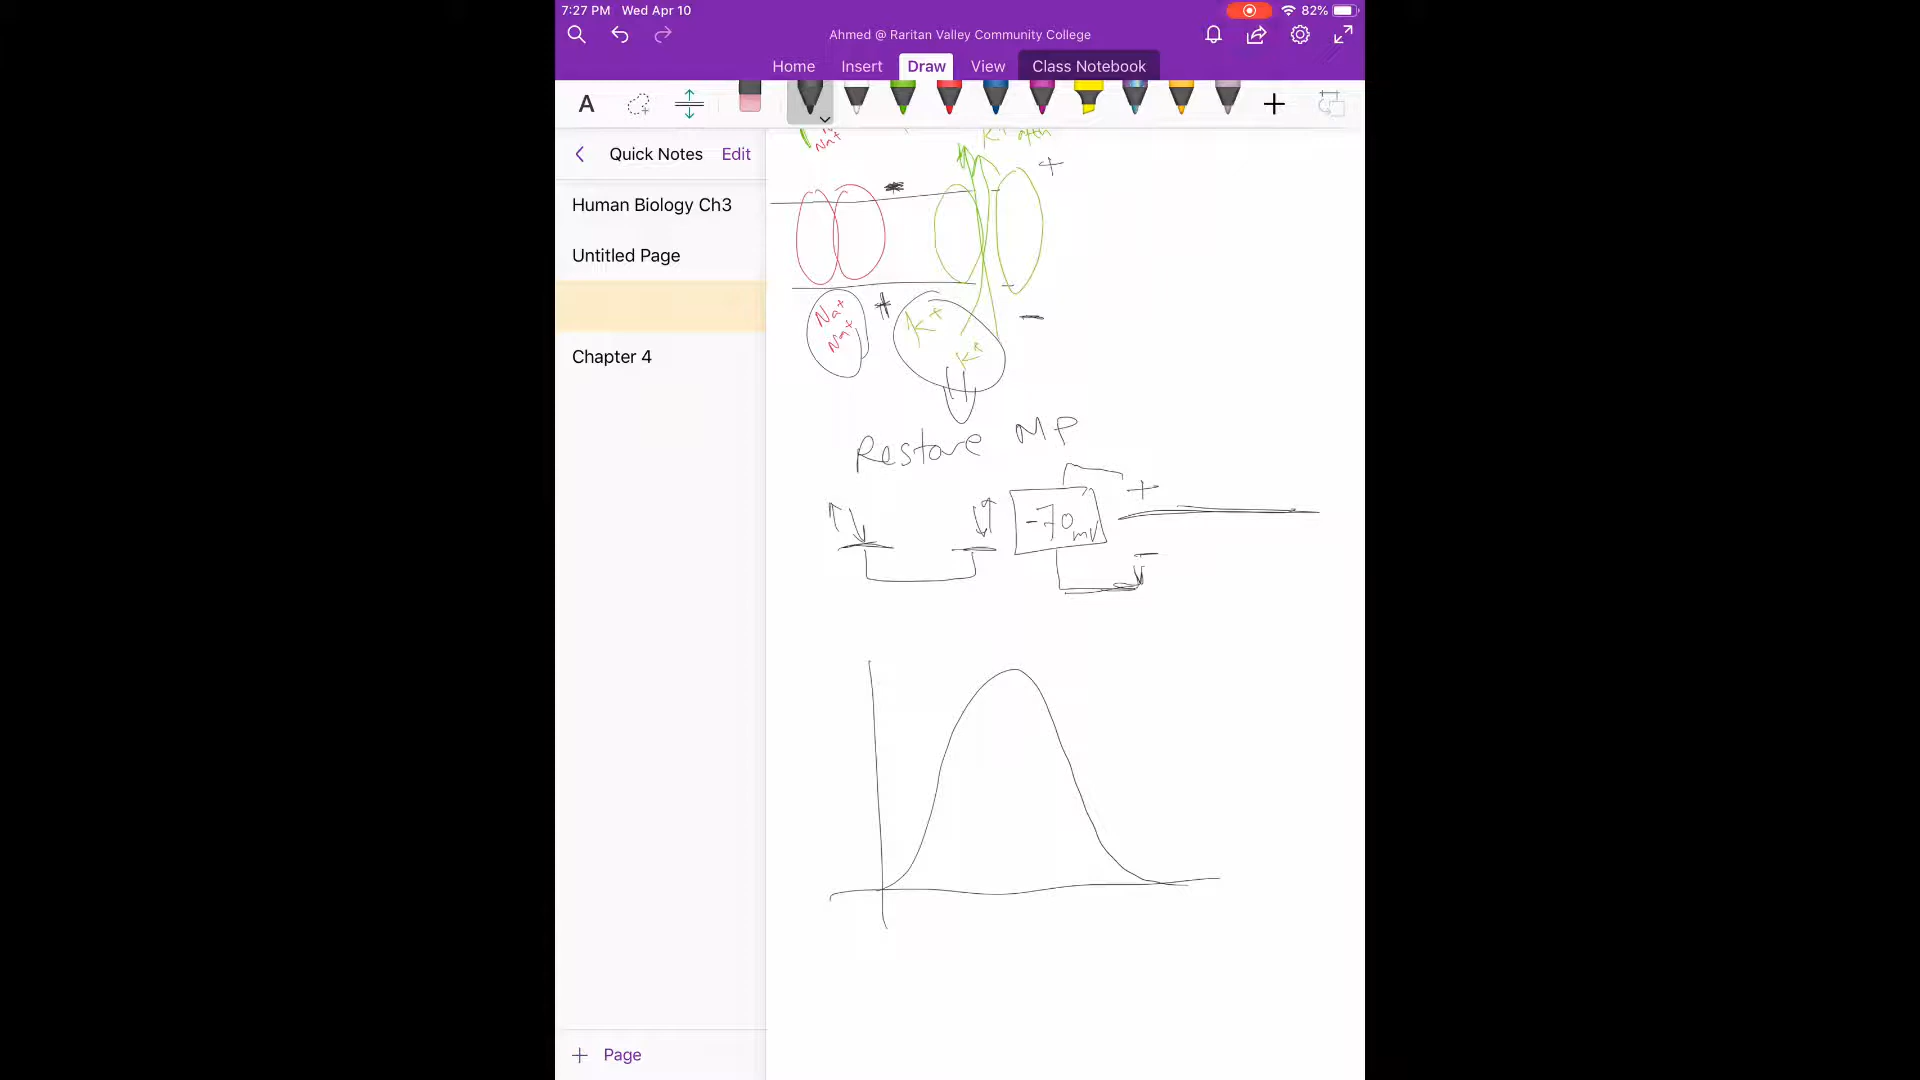 7:27 PM Wed Apr 10
82%
Ahmed @ Raritan Valley Community College
Home Insert Draw View Class Notebook
A
Quick Notes Edit
Human Biology Ch3
Untitled Page
Chapter 4
+ Page
Na+
K+
+
Na+
Na+
K+
K+
-
Restore MP
-70 mV
+
-